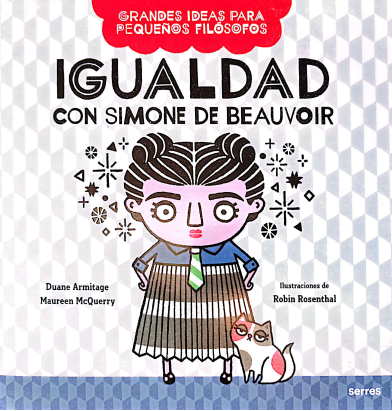 GRANDES IDEAS PARA
PEQUEÑOS FILÓSOFOS
IGUALDAD
CON SIMONE DE BEAUVOIR
Duane Armitage
Maureen McQuerry
Ilustraciones de
Robin Rosenthal
serres